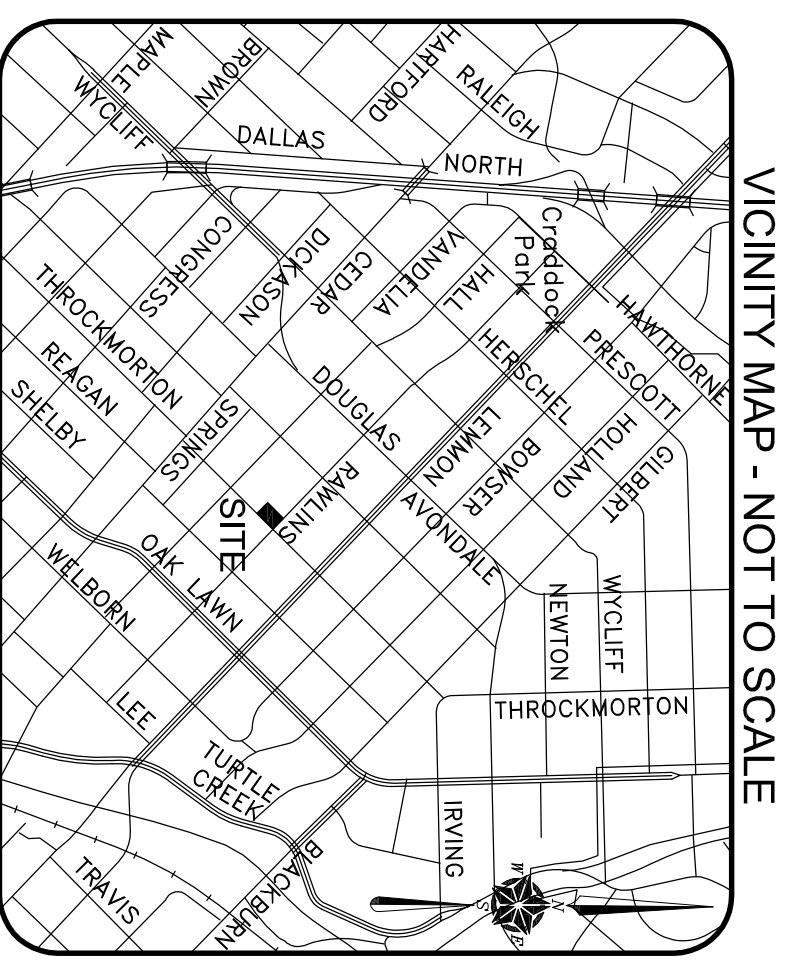 VICINITY MAP - NOT TO SCALE
MAPLE
WYCLIFF
BROWN
HARTFORD
RALEIGH
DALLAS
NORTH
CONGRESS
DICKASON
CEDAR
VANDELIA
HALL
Craddock
Park
HAWTHORNE
PRESCOTT
HERSCHEL
HOLLAND
GILBERT
THROCKMORTON
REAGAN
SHELBY
SPRINGS
DOUGLAS
RAWLINS
LEMMON
BOWSER
AVONDALE
SITE
OAK LAWN
WELBORN
NEWTON
WYCLIFF
THROCKMORTON
LEE
TURTLE
CREEK
IRVING
BLACKBURN
TRAVIS
W
N
S
E